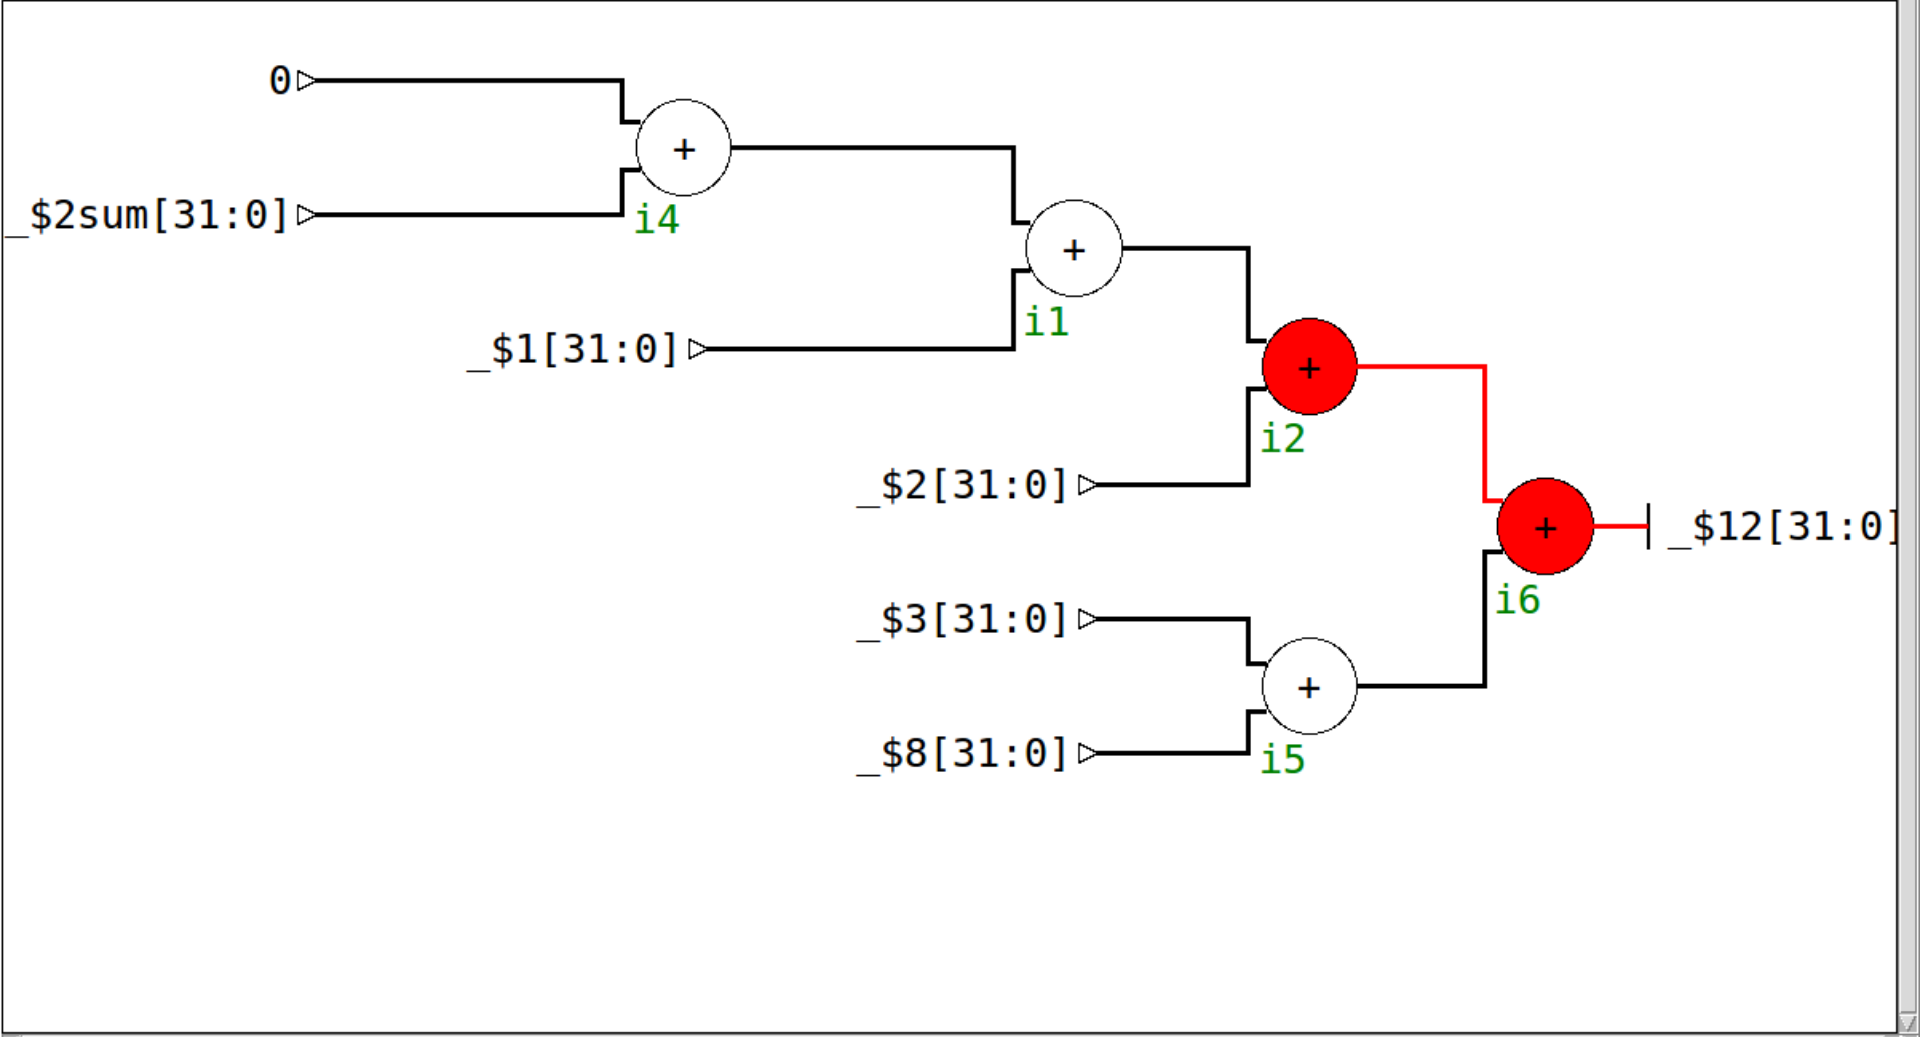 0
+
_$2sum[31:0]
i4
+
i1
_$1[31:0]
+
i2
_$2[31:0]
+
_$12[31:0]
i6
_$3[31:0]
+
_$8[31:0]
i5